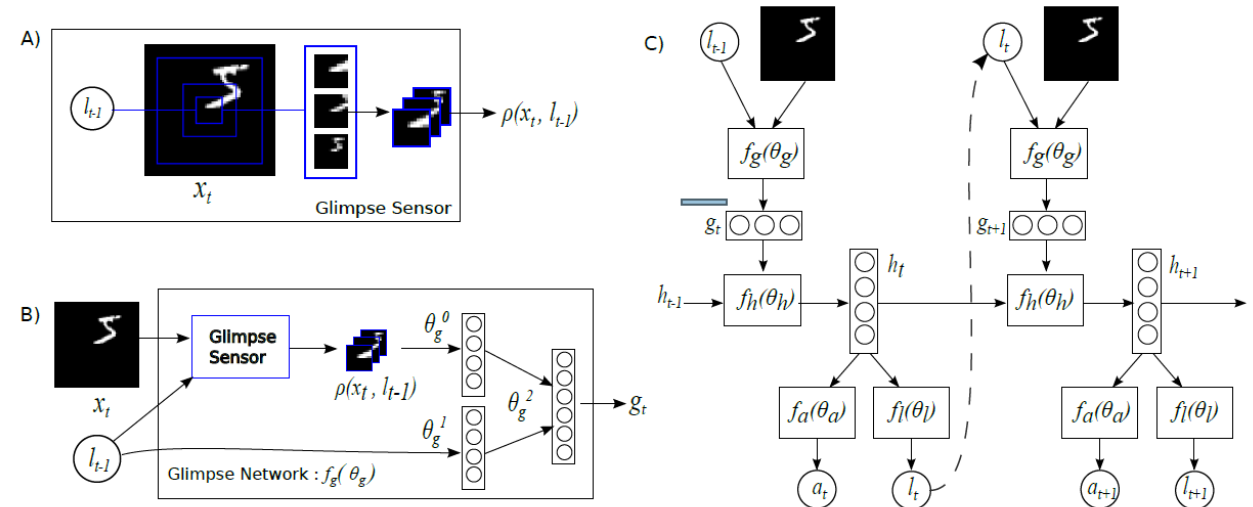 A)
l_{t-1}
x_t
ρ(x_t, l_{t-1})
Glimpse Sensor
B)
x_t
l_{t-1}
Glimpse
Sensor
ρ(x_t, l_{t-1})
θ_g^0
θ_g^1
θ_g^2
g_t
Glimpse Network : f_g(θ_g)
C)
l_{t-1}
l_t
f_g(θ_g)
f_g(θ_g)
g_t
g_{t+1}
h_{t-1}
f_h(θ_h)
h_t
f_h(θ_h)
h_{t+1}
f_a(θ_a)
f_l(θ_l)
f_a(θ_a)
f_l(θ_l)
a_t
l_t
a_{t+1}
l_{t+1}